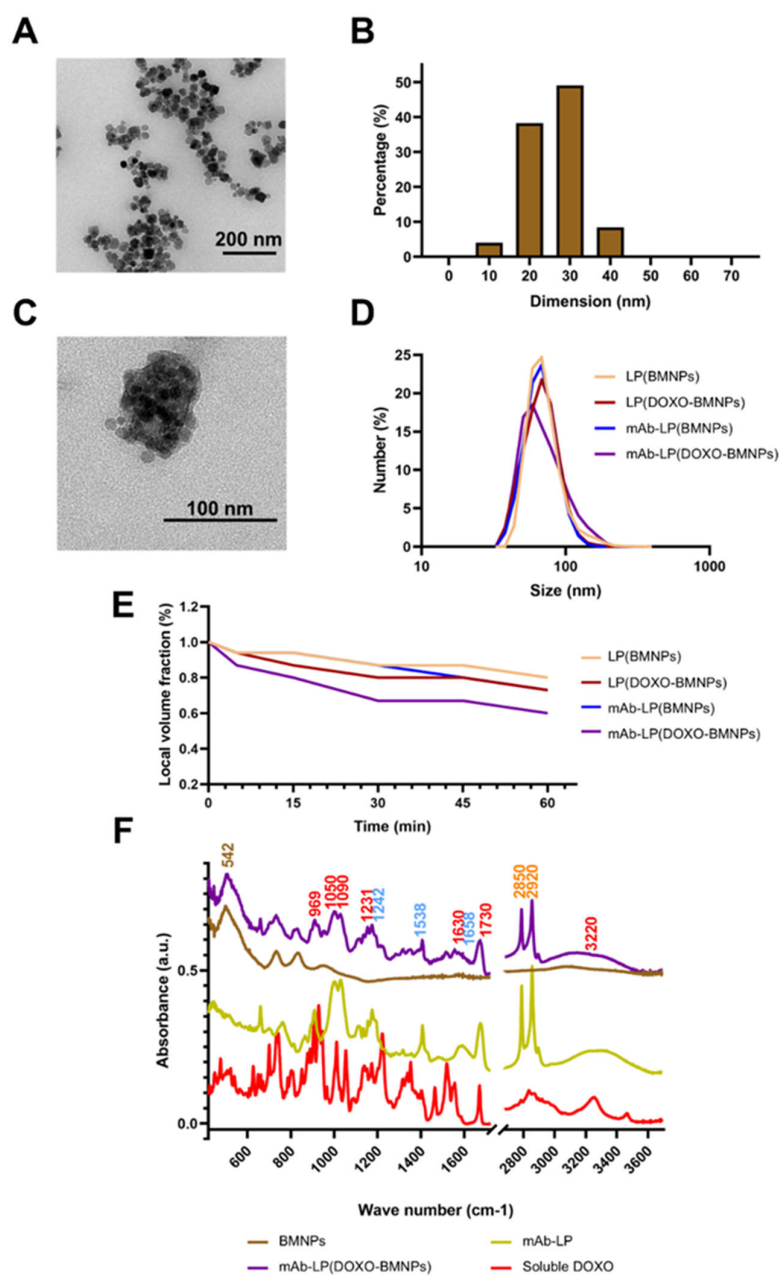 A
200 nm
B
Percentage (%)
50
40
30
20
10
0
0 10 20 30 40 50 60 70
Dimension (nm)
C
100 nm
D
Number (%)
25
20
15
10
5
0
10 100 1000
Size (nm)
LP(BMNPs)
LP(DOXO-BMNPs)
mAb-LP(BMNPs)
mAb-LP(DOXO-BMNPs)
E
Local volume fraction (%)
1.2
1.0
0.8
0.6
0.4
0.2
0 15 30 45 60
Time (min)
LP(BMNPs)
LP(DOXO-BMNPs)
mAb-LP(BMNPs)
mAb-LP(DOXO-BMNPs)
F
542
969
1050
1090
1231
1242
1538
1630
1658
1730
2850
2920
3220
Absorbance (a.u.)
0.5
0.0
600 800 1000 1200 1400 1600 2800 3000 3200 3400 3600
Wave number (cm-1)
BMNPs
mAb-LP
mAb-LP(DOXO-BMNPs)
Soluble DOXO